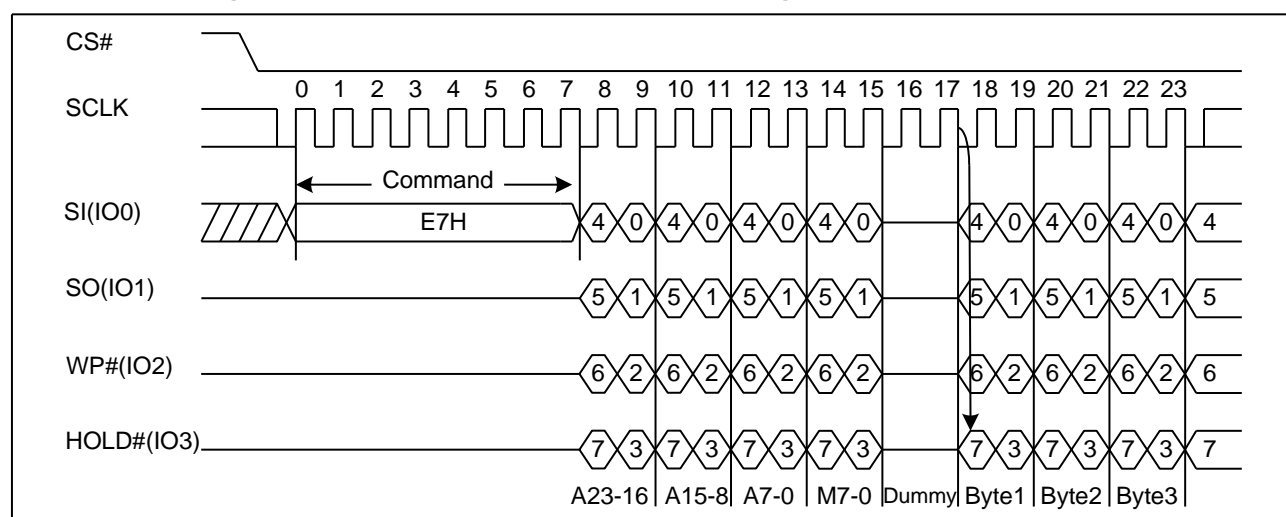 CS#
0 1 2 3 4 5 6 7 8 9 10 11 12 13 14 15 16 17 18 19 20 21 22 23
SCLK
Command
SI(IO0) E7H 4 0 4 0 4 0 4 0 4 0 4 0 4 0 4
SO(IO1) 5 1 5 1 5 1 5 1 5 1 5 1 5 1 5
WP#(IO2) 6 2 6 2 6 2 6 2 6 2 6 2 6 2 6
HOLD#(IO3) 7 3 7 3 7 3 7 3 7 3 7 3 7 3 7
A23-16 A15-8 A7-0 M7-0 Dummy Byte1 Byte2 Byte3